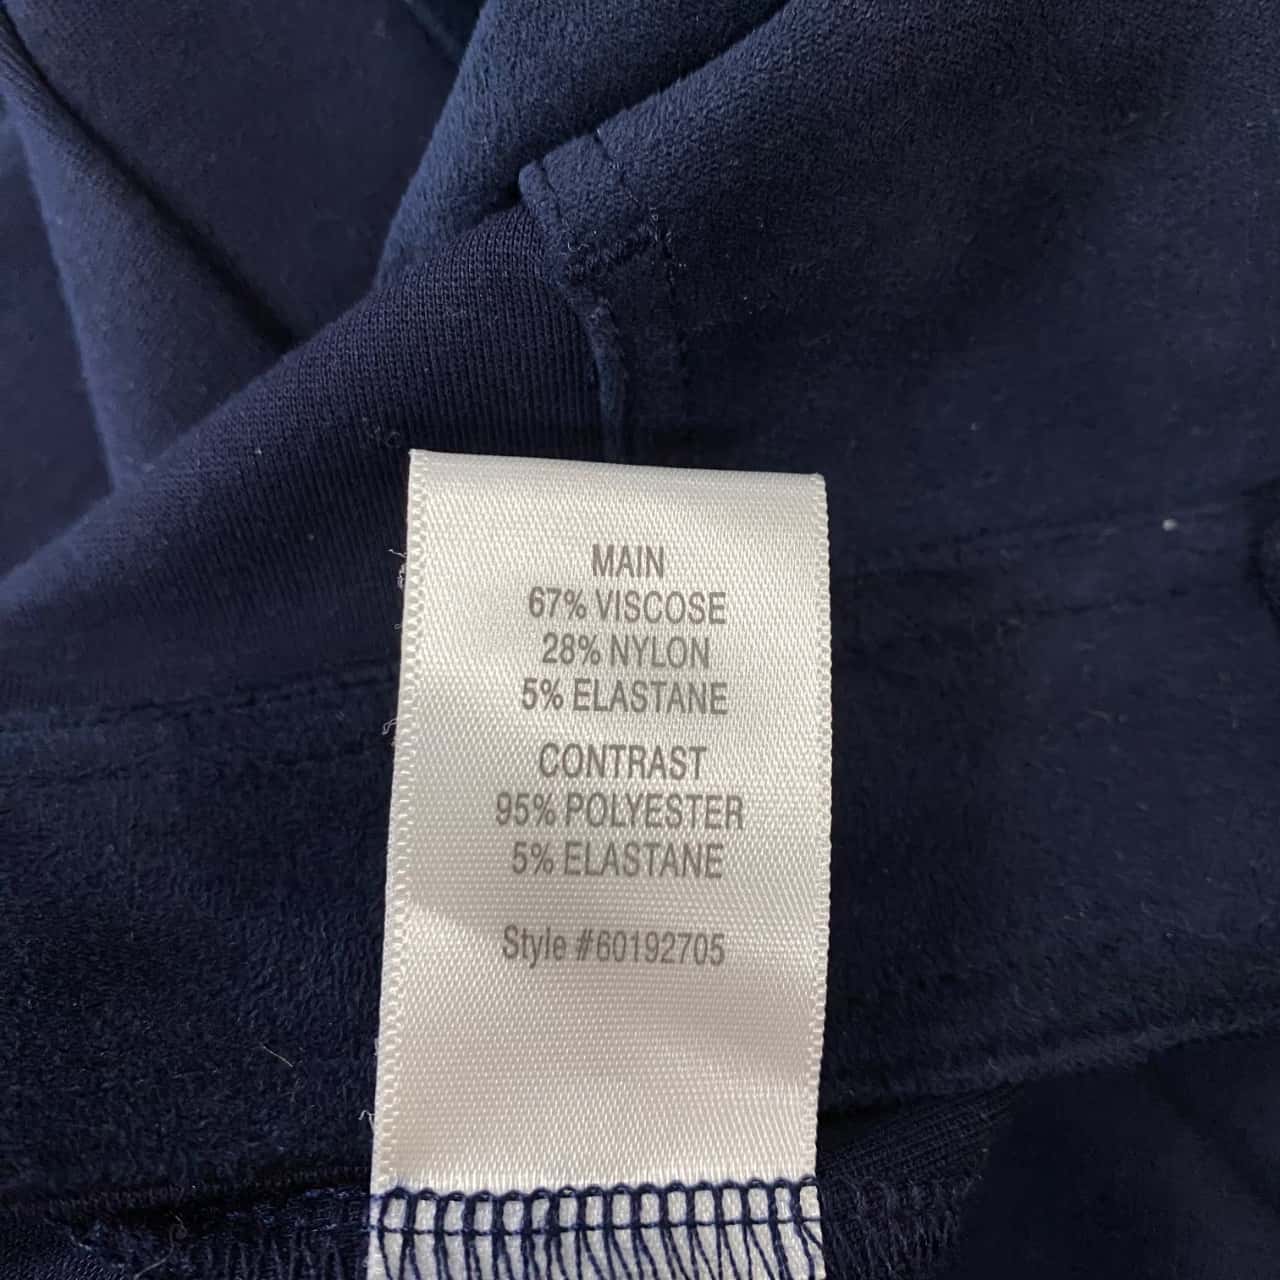 MAIN
67% VISCOSE
28% NYLON
5% ELASTANE
CONTRAST
95% POLYESTER
5% ELASTANE
Style #60192705